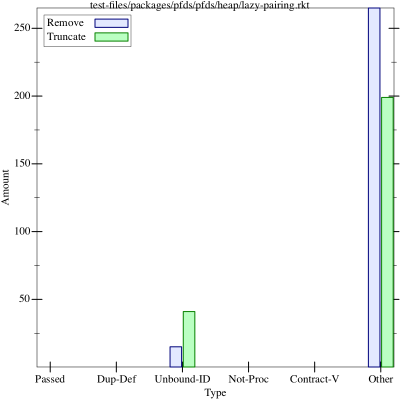 test-files/packages/pfds/pfds/heap/lazy-pairing.rkt
Remove
Truncate
250
200
150
100
50
Amount
Passed Dup-Def Unbound-ID Not-Proc Contract-V Other
Type